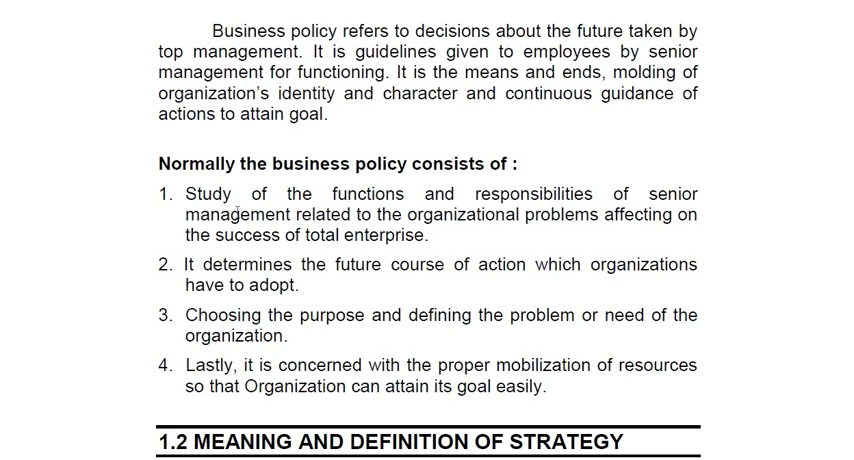 Business policy refers to decisions about the future taken by
top management. It is guidelines given to employees by senior
management for functioning. It is the means and ends, molding of
organization's identity and character and continuous guidance of
actions to attain goal.
Normally the business policy consists of :
1. Study of the functions and responsibilities of senior
management related to the organizational problems affecting on
the success of total enterprise.
2. It determines the future course of action which organizations
have to adopt.
3. Choosing the purpose and defining the problem or need of the
organization.
4. Lastly, it is concerned with the proper mobilization of resources
so that Organization can attain its goal easily.
1.2 MEANING AND DEFINITION OF STRATEGY